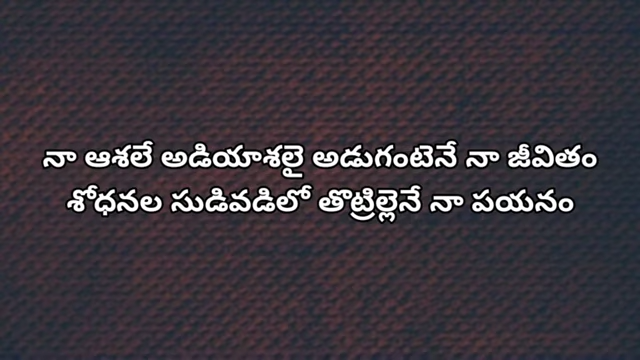 నా ఆశలే అడియాశలై అడుగంటెనే నా జీవితం
శోధనల సుడివడిలో తొట్రిల్లెనే నా పయనం